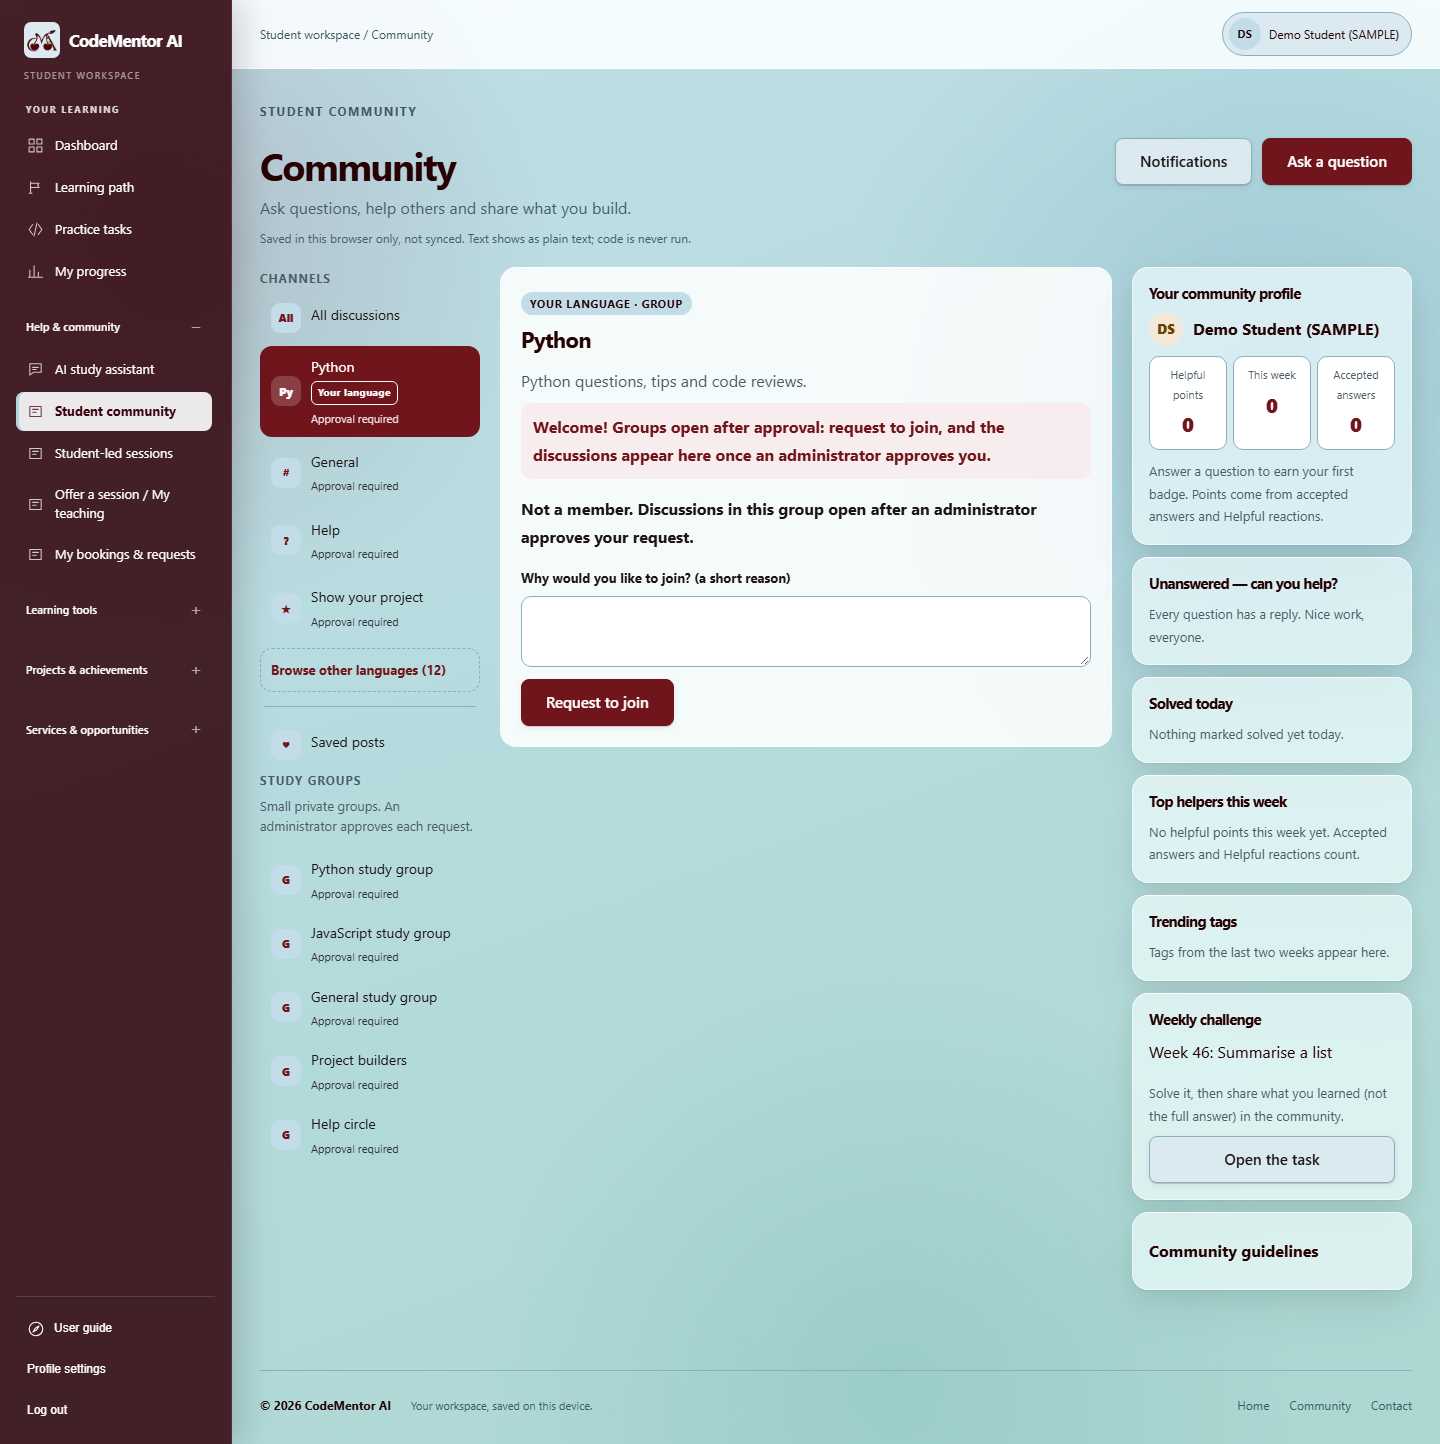 CodeMentor AI
STUDENT WORKSPACE
YOUR LEARNING
Dashboard
Learning path
Practice tasks
My progress
Help & community
AI study assistant
Student community
Student-led sessions
Offer a session / My
teaching
My bookings & requests
Learning tools
Projects & achievements
Services & opportunities
User guide
Profile settings
Log out
Student workspace / Community
DS Demo Student (SAMPLE)
STUDENT COMMUNITY
Community
Ask questions, help others and share what you build.
Saved in this browser only, not synced. Text shows as plain text; code is never run.
Notifications
Ask a question
CHANNELS
All All discussions
Python
Py Your language
Approval required
General
# Approval required
Help
? Approval required
Show your project
★ Approval required
Browse other languages (12)
♥ Saved posts
STUDY GROUPS
Small private groups. An
administrator approves each request.
Python study group
G Approval required
JavaScript study group
G Approval required
General study group
G Approval required
Project builders
G Approval required
Help circle
G Approval required
YOUR LANGUAGE · GROUP
Python
Python questions, tips and code reviews.
Welcome! Groups open after approval: request to join, and the
discussions appear here once an administrator approves you.
Not a member. Discussions in this group open after an administrator
approves your request.
Why would you like to join? (a short reason)
Request to join
Your community profile
DS Demo Student (SAMPLE)
Helpful
points
0
This week
0
Accepted
answers
0
Answer a question to earn your first
badge. Points come from accepted
answers and Helpful reactions.
Unanswered — can you help?
Every question has a reply. Nice work,
everyone.
Solved today
Nothing marked solved yet today.
Top helpers this week
No helpful points this week yet. Accepted
answers and Helpful reactions count.
Trending tags
Tags from the last two weeks appear here.
Weekly challenge
Week 46: Summarise a list
Solve it, then share what you learned (not
the full answer) in the community.
Open the task
Community guidelines
© 2026 CodeMentor AI
Your workspace, saved on this device.
Home
Community
Contact